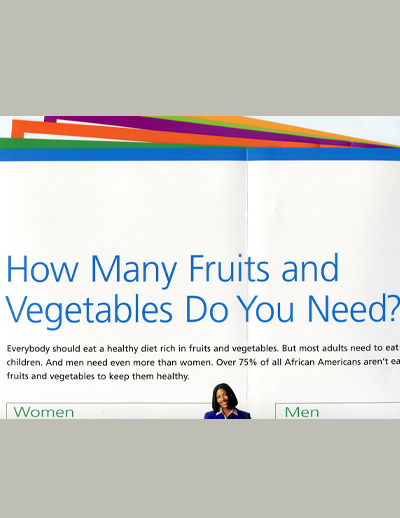 How Many Fruits and
Vegetables Do You Need?
Everybody should eat a healthy diet rich in fruits and vegetables. But most adults need to eat
children. And men need even more than women. Over 75% of all African Americans aren't
fruits and vegetables to keep them healthy.
Women
Men